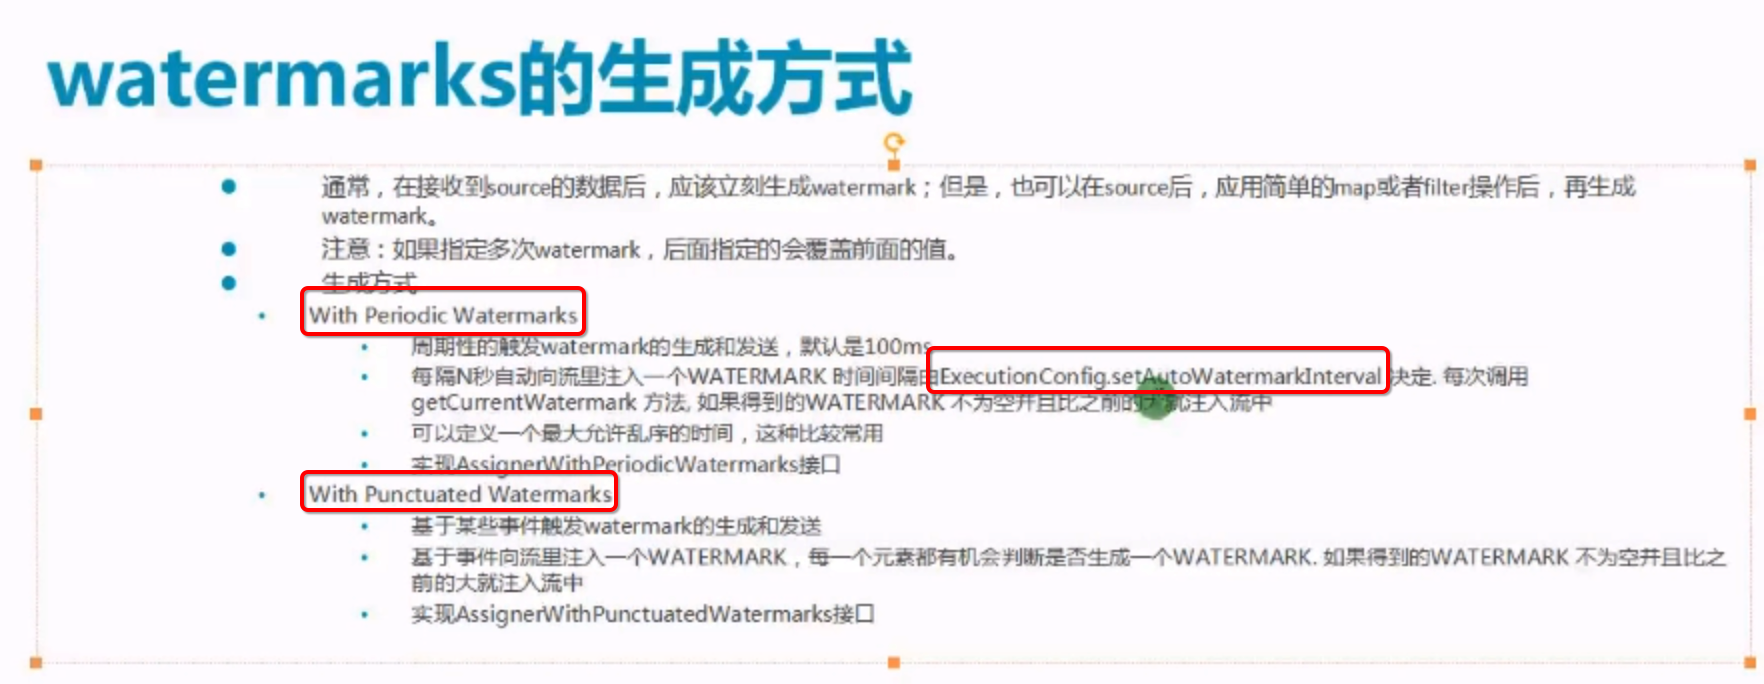 watermarks的生成方式
通常，在接收到source的数据后，应该立刻生成watermark；但是，也可以在source后，应用简单的map或者filter操作后，再生成
watermark。
注意：如果指定多次watermark，后面指定的会覆盖前面的值。
生成方式
With Periodic Watermarks
周期性的触发watermark的生成和发送，默认是100ms
每隔N秒自动向流里注入一个WATERMARK 时间间隔由ExecutionConfig.setAutoWatermarkInterval 决定. 每次调用
getCurrentWatermark 方法, 如果得到的WATERMARK 不为空并且比之前的大就注入流中
可以定义一个最大允许乱序的时间，这种比较常用
实现AssignerWithPeriodicWatermarks接口
With Punctuated Watermarks
基于某些事件触发watermark的生成和发送
基于事件向流里注入一个WATERMARK，每一个元素都有机会判断是否生成一个WATERMARK. 如果得到的WATERMARK 不为空并且比之
前的大就注入流中
实现AssignerWithPunctuatedWatermarks接口